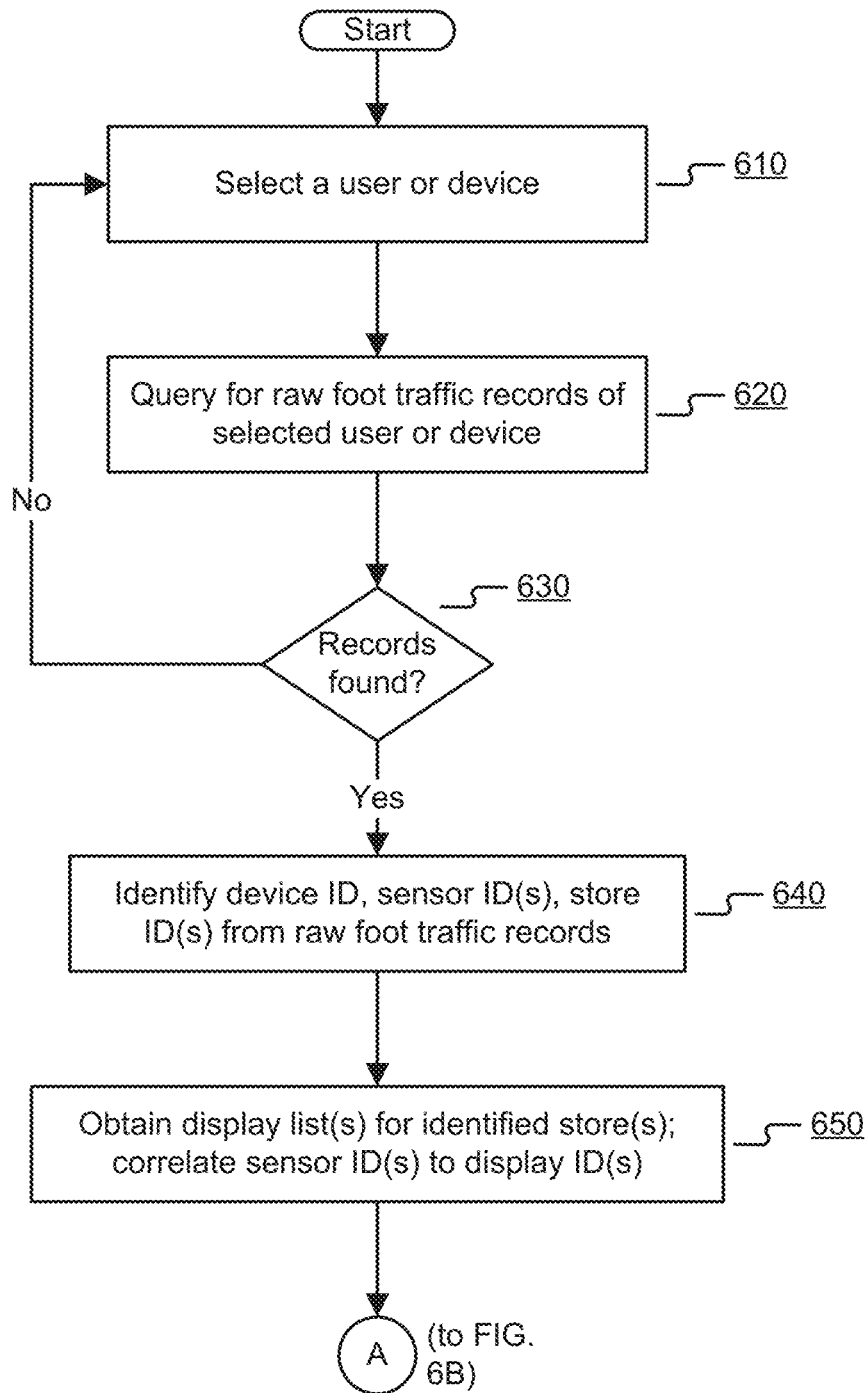 Start
Select a user or device
610
Query for raw foot traffic records of
selected user or device
620
No
630
Records
found?
Yes
Identify device ID, sensor ID(s), store
ID(s) from raw foot traffic records
640
Obtain display list(s) for identified store(s);
correlate sensor ID(s) to display ID(s)
650
A
(to FIG.
6B)